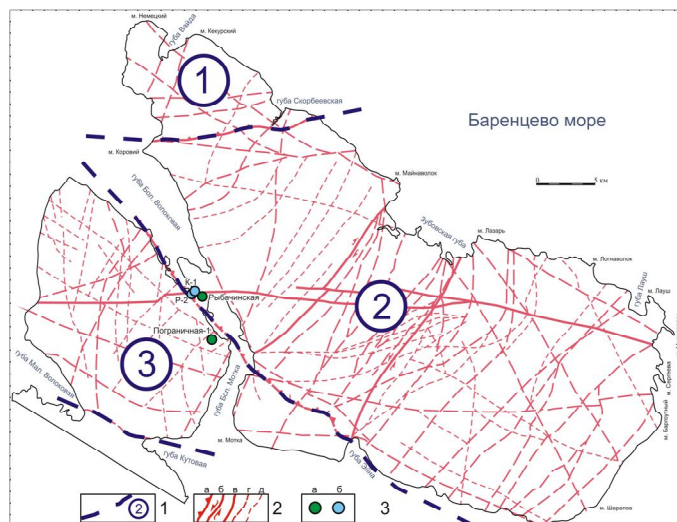 м. Немецкий
губа Вайда
м. Кекурский
1
губа Скорбеевская
Баренцево море
м. Коровий
0 5 км
м. Майнаволок
губа Бол. Волоковая
Зубовская губа
м. Лазарь
м. Лоунаволок
губа Лауш
К-1
Р-2
Рыбачинская
м. Лауш
2
Пограничная-1
3
губа Мал. Волоковая
губа Бол. Мотка
м. Сергеева
м. Баргоутный
м. Мотка
губа Кутовая
губа Эйна
м. Шарапов
2 1
а б в г д
2
а б
3